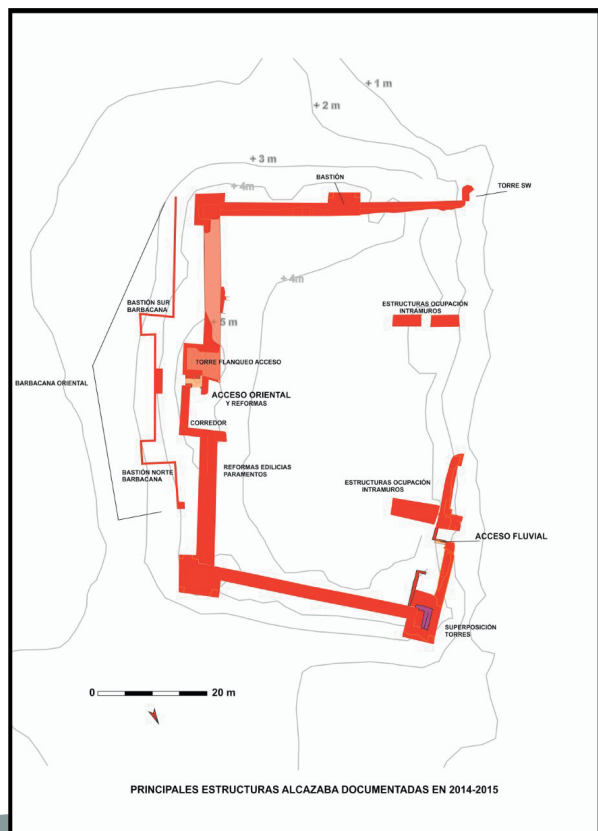 + 1 m
+ 2 m
+ 3 m
BASTIÓN
+ 4m
TORRE SW
+ 4m
BASTIÓN SUR
BARBACANA
ESTRUCTURAS OCUPACIÓN
INTRAMUROS
+ 5 m
TORRE FLANQUEO ACCESO
BARBACANA ORIENTAL
ACCESO ORIENTAL
Y REFORMAS
CORREDOR
BASTIÓN NORTE
BARBACANA
REFORMAS EDILICIAS
PARAMENTOS
ESTRUCTURAS OCUPACIÓN
INTRAMUROS
ACCESO FLUVIAL
SUPERPOSICIÓN
TORRES
0 20 m
PRINCIPALES ESTRUCTURAS ALCAZABA DOCUMENTADAS EN 2014-2015